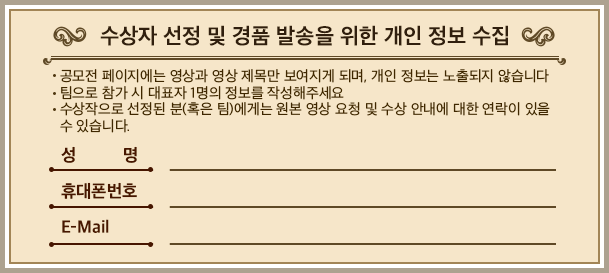 수상자 선정 및 경품 발송을 위한 개인 정보 수집
• 공모전 페이지에는 영상과 영상 제목만 보여지게 되며, 개인 정보는 노출되지 않습니다
• 팀으로 참가 시 대표자 1명의 정보를 작성해주세요
• 수상작으로 선정된 분(혹은 팀)에게는 원본 영상 요청 및 수상 안내에 대한 연락이 있을
수 있습니다.
성 명
휴대폰번호
E-Mail